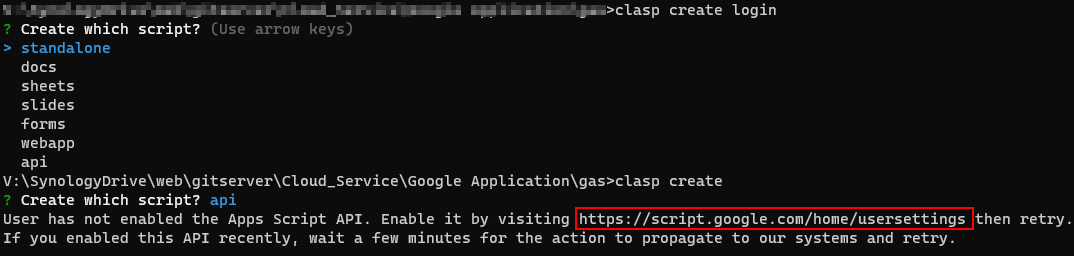 >clasp create login
? Create which script? (Use arrow keys)
> standalone
docs
sheets
slides
forms
webapp
api
V:\SynologyDrive\web\gitserver\Cloud_Service\Google Application\gas>clasp create
? Create which script? api
User has not enabled the Apps Script API. Enable it by visiting https://script.google.com/home/usersettings then retry.
If you enabled this API recently, wait a few minutes for the action to propagate to our systems and retry.